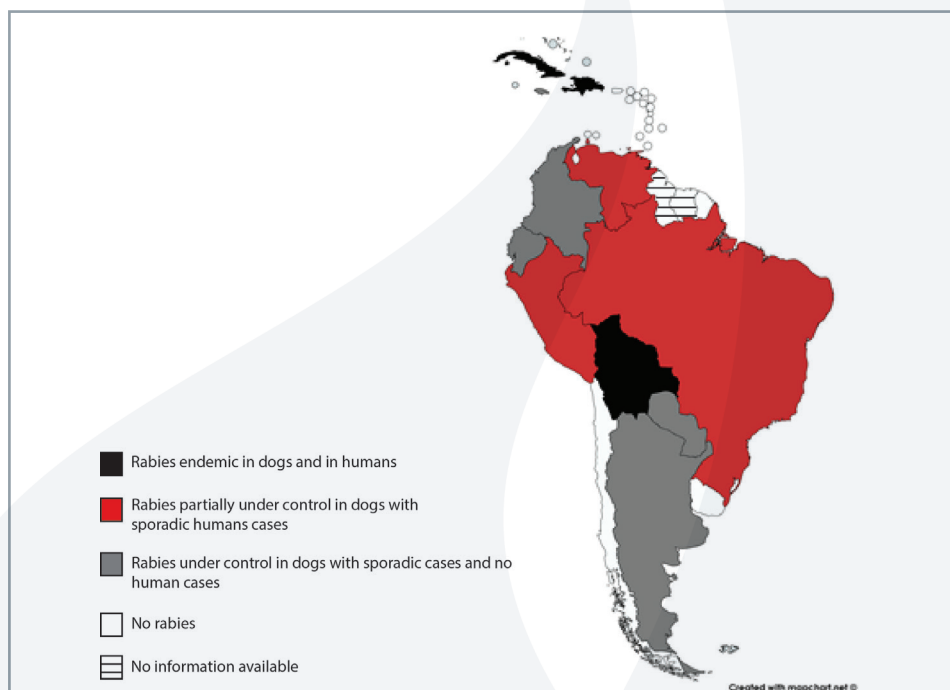 Rabies endemic in dogs and in humans
Rabies partially under control in dogs with
sporadic humans cases
Rabies under control in dogs with sporadic cases and no
human cases
No rabies
No information available
Created with mapchart.net ©